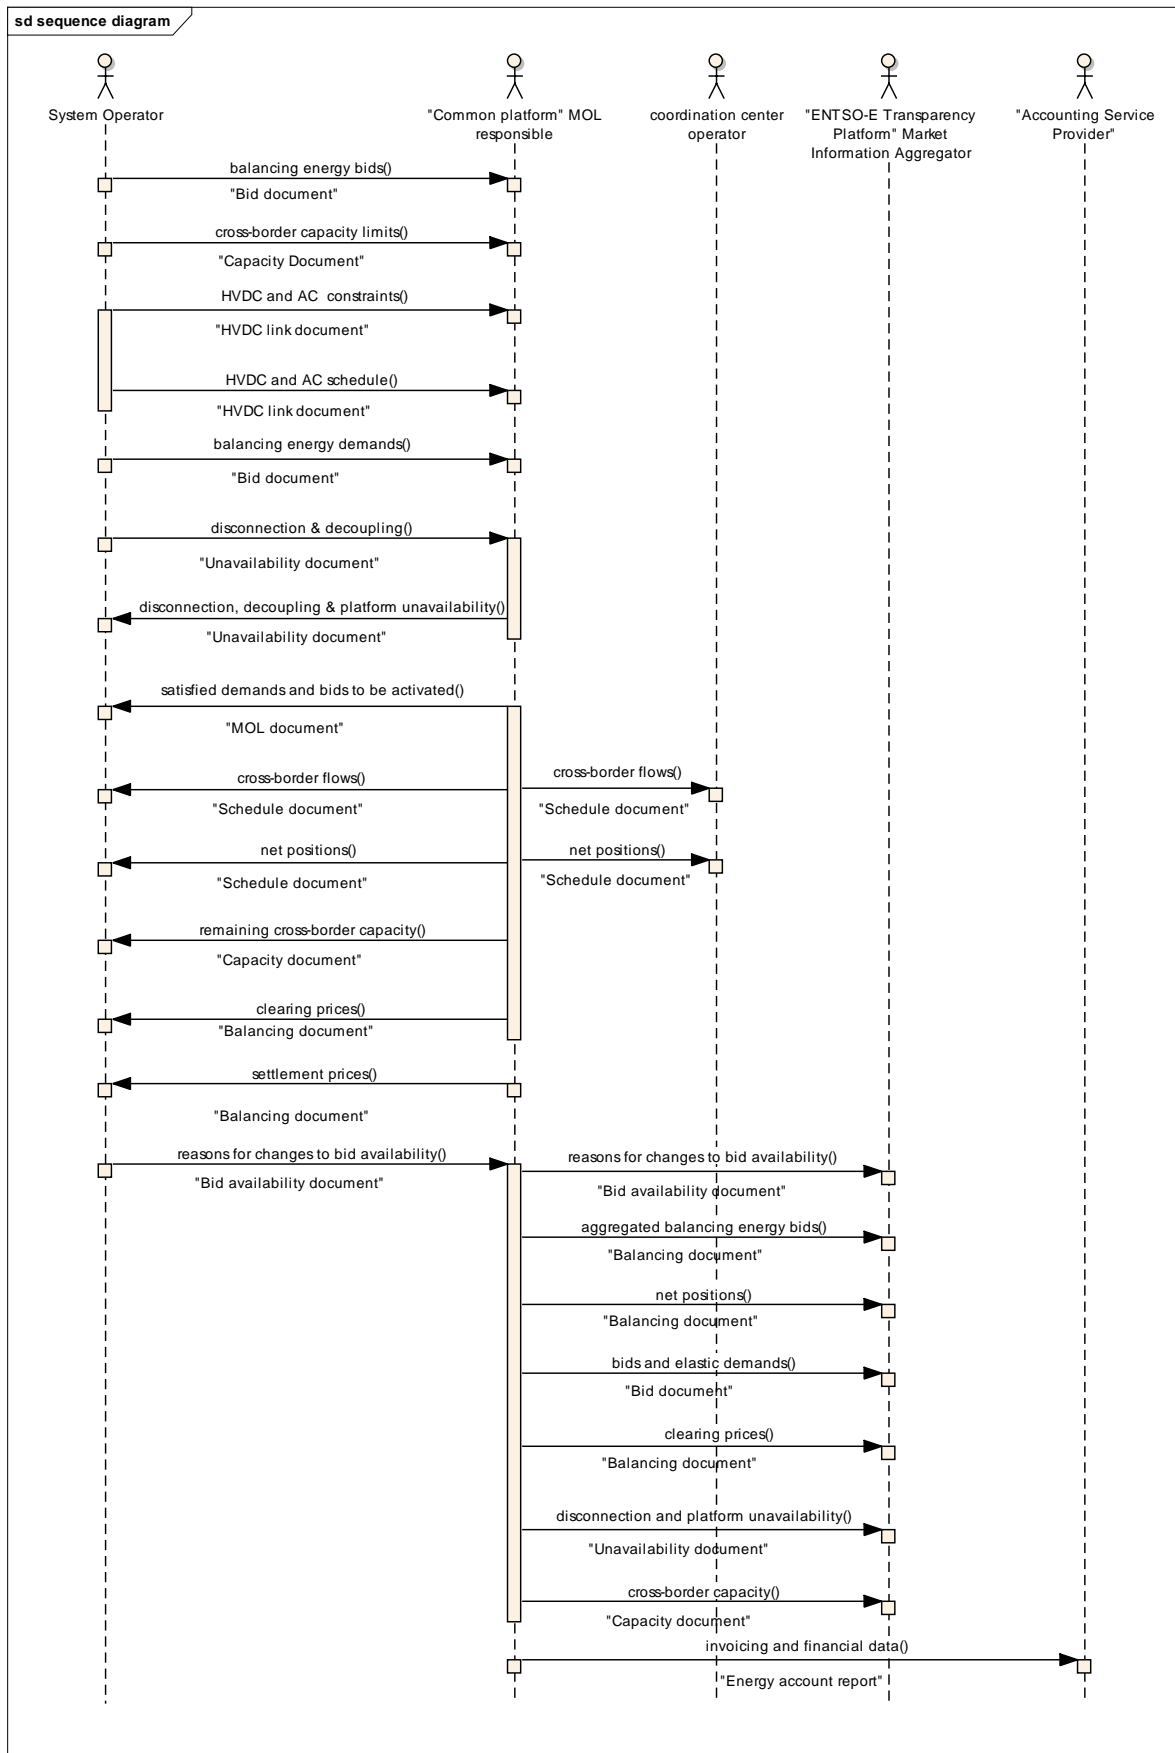 sd sequence diagram
System Operator
"Common platform" MOL
responsible
coordination center
operator
"ENTSO-E Transparency
Platform" Market
Information Aggregator
"Accounting Service
Provider"
balancing energy bids()
"Bid document"
cross-border capacity limits()
"Capacity Document"
HVDC and AC  constraints()
"HVDC link document"
HVDC and AC schedule()
"HVDC link document"
balancing energy demands()
"Bid document"
disconnection & decoupling()
"Unavailability document"
disconnection, decoupling & platform unavailability()
"Unavailability document"
satisfied demands and bids to be activated()
"MOL document"
cross-border flows()
"Schedule document"
cross-border flows()
"Schedule document"
net positions()
"Schedule document"
net positions()
"Schedule document"
remaining cross-border capacity()
"Capacity document"
clearing prices()
"Balancing document"
settlement prices()
"Balancing document"
reasons for changes to bid availability()
"Bid availability document"
reasons for changes to bid availability()
"Bid availability document"
aggregated balancing energy bids()
"Balancing document"
net positions()
"Balancing document"
bids and elastic demands()
"Bid document"
clearing prices()
"Balancing document"
disconnection and platform unavailability()
"Unavailability document"
cross-border capacity()
"Capacity document"
invoicing and financial data()
"Energy account report"